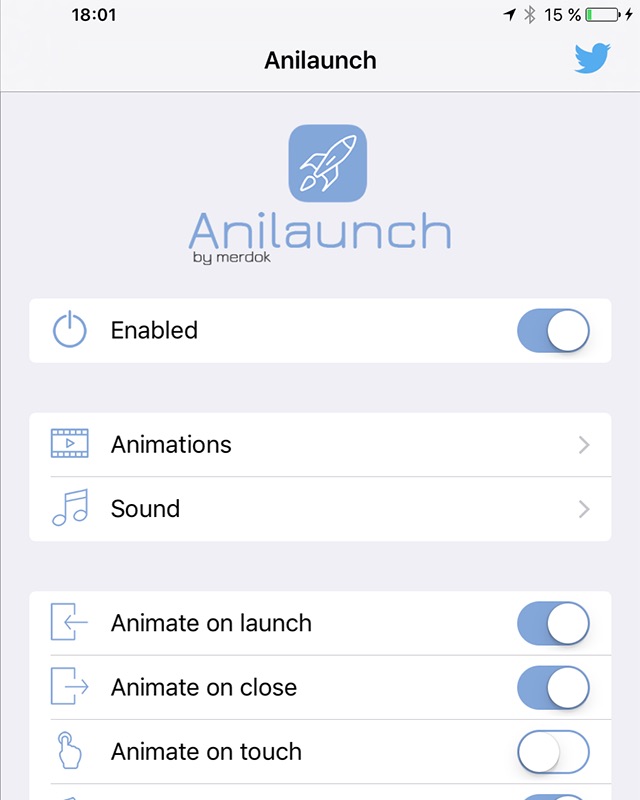 18:01
15 %
Anilaunch
Anilaunch
by merdok
Enabled
Animations
Sound
Animate on launch
Animate on close
Animate on touch